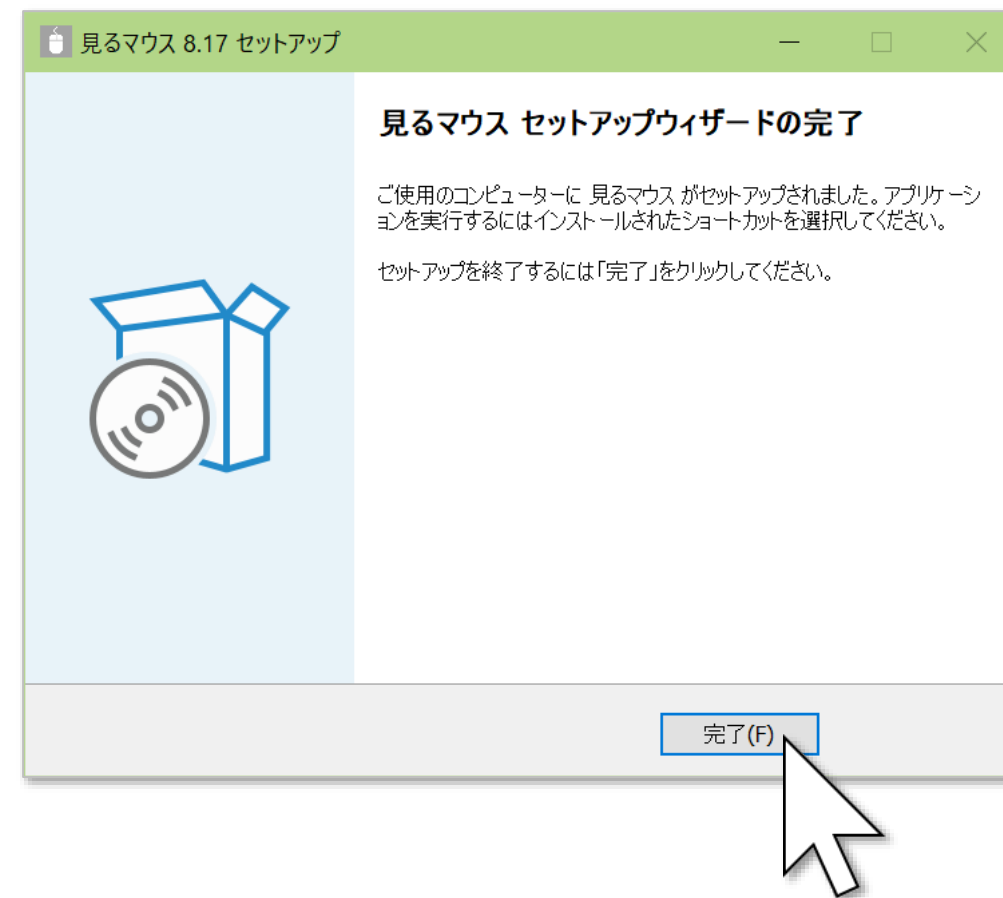 見るマウス 8.17 セットアップ
見るマウス セットアップウィザードの完了
ご使用のコンピューターに 見るマウス がセットアップされました。アプリケーシ
ョンを実行するにはインストールされたショートカットを選択してください。
セットアップを終了するには「完了」をクリックしてください。
完了(F)